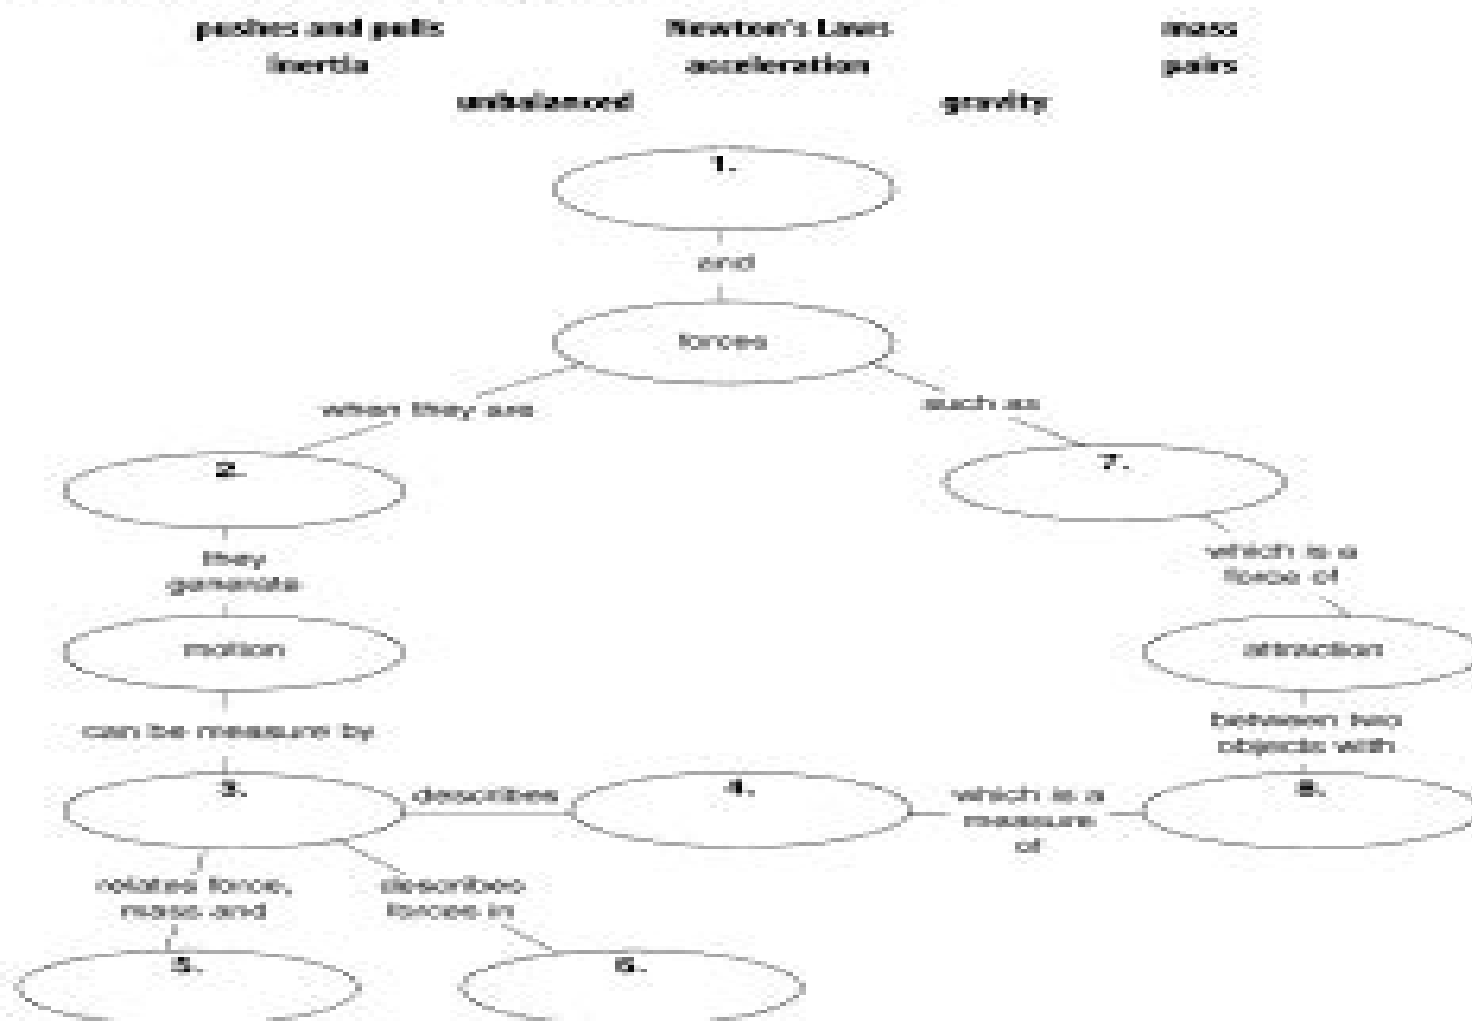 pushes and pulls Newton's Laws mass
inertia acceleration pairs
unbalanced gravity
1.
and
forces
when they are such as
2. 7.
they
generate
which is a
force of
motion attraction
can be measure by
between two
objects with
3. describes 4. which is a
measure
of
8.
relates force,
mass and
describes
forces in
5. 6.